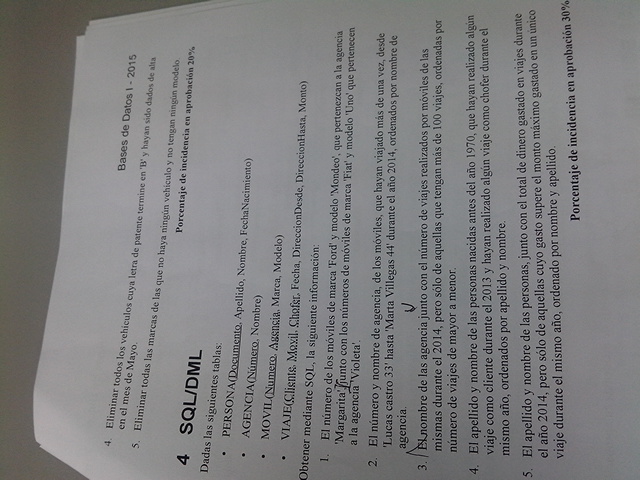 Bases de Datos I - 2015
4. Eliminar todos los vehículos cuya letra de patente termine en 'B' y hayan sido dados de alta
en el mes de Mayo.
5. Eliminar todas las marcas de las que no haya ningún vehículo y no tengan ningún modelo.
Porcentaje de incidencia en aprobación 20%
4 SQL/DML
Dadas las siguientes tablas:
• PERSONA(Documento, Apellido, Nombre, FechaNacimiento)
• AGENCIA(Número, Nombre)
• MOVIL(Numero, Agencia, Marca, Modelo)
• VIAJE(Cliente, Movil, Chofer, Fecha, DireccionDesde, DireccionHasta, Monto)
Obtener mediante SQL, la siguiente información:
1. El número de los móviles de marca 'Ford' y modelo 'Mondeo', que pertenezcan a la agencia
'Margarita', junto con los números de móviles de marca 'Fiat' y modelo 'Uno' que pertenecen
a la agencia 'Violeta'.
2. El número y nombre de agencia, de los móviles, que hayan viajado más de una vez, desde
'Lucas castro 33' hasta 'Marta Villegas 44' durante el año 2014, ordenados por nombre de
agencia.
3. El nombre de las agencia junto con el número de viajes realizados por móviles de las
mismas durante el 2014, pero sólo de aquellas que tengan más de 100 viajes, ordenadas por
número de viajes de mayor a menor.
4. El apellido y nombre de las personas nacidas antes del año 1970, que hayan realizado algún
viaje como cliente durante el 2013 y hayan realizado algún viaje como chofer durante el
mismo año, ordenados por apellido y nombre.
5. El apellido y nombre de las personas, junto con el total de dinero gastado en viajes durante
el año 2014, pero sólo de aquellas cuyo gasto supere el monto máximo gastado en un único
viaje durante el mismo año, ordenado por nombre y apellido.
Porcentaje de incidencia en aprobación 30%